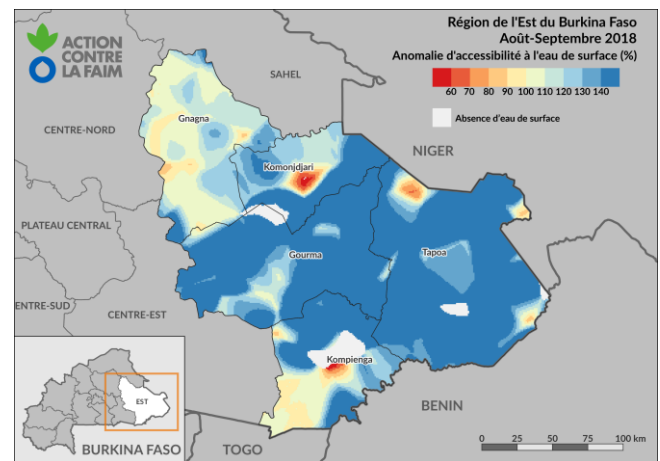 ACTION
CONTRE
LA FAIM
Région de l'Est du Burkina Faso
Août-Septembre 2018
Anomalie d'accessibilité à l'eau de surface (%)
60 70 80 90 100 110 120 130 140
Absence d'eau de surface
SAHEL
CENTRE-NORD
Gnagna
NIGER
Komonjdjari
PLATEAU CENTRAL
Gourma
Tapoa
ENTRE-SUD
CENTRE-EST
Kompienga
EST
BENIN
BURKINA FASO
TOGO
0 25 50 75 100 km